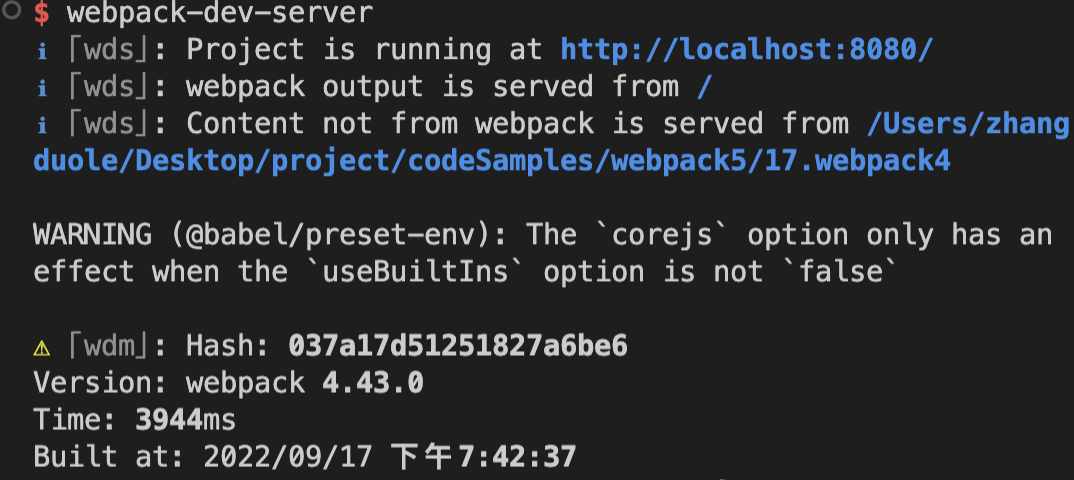 $ webpack-dev-server
ℹ ｢wds｣: Project is running at http://localhost:8080/
ℹ ｢wds｣: webpack output is served from /
ℹ ｢wds｣: Content not from webpack is served from /Users/zhang
duole/Desktop/project/codeSamples/webpack5/17.webpack4
WARNING (@babel/preset-env): The `corejs` option only has an
effect when the `useBuiltIns` option is not `false`
⚠ ｢wdm｣: Hash: 037a17d51251827a6be6
Version: webpack 4.43.0
Time: 3944ms
Built at: 2022/09/17 下午7:42:37